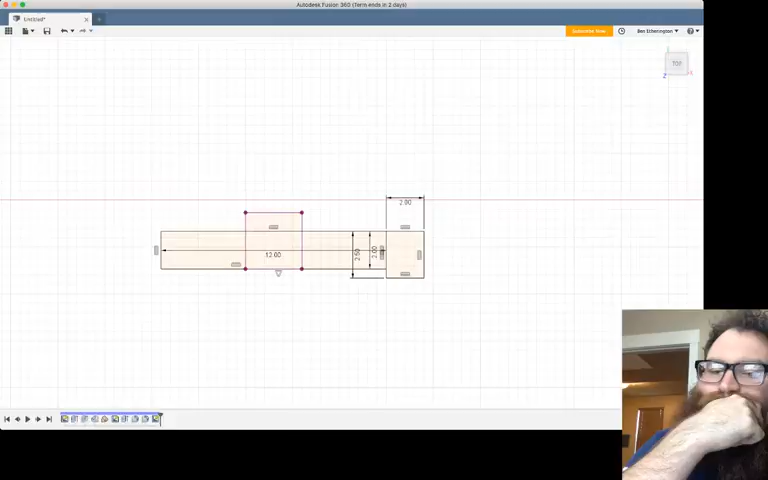 Autodesk Fusion 360 (Term ends in 2 days)
Untitled*
Subscribe Now
Ben Etherington
TOP
Z
X
2.00
12.00
2.50
2.00